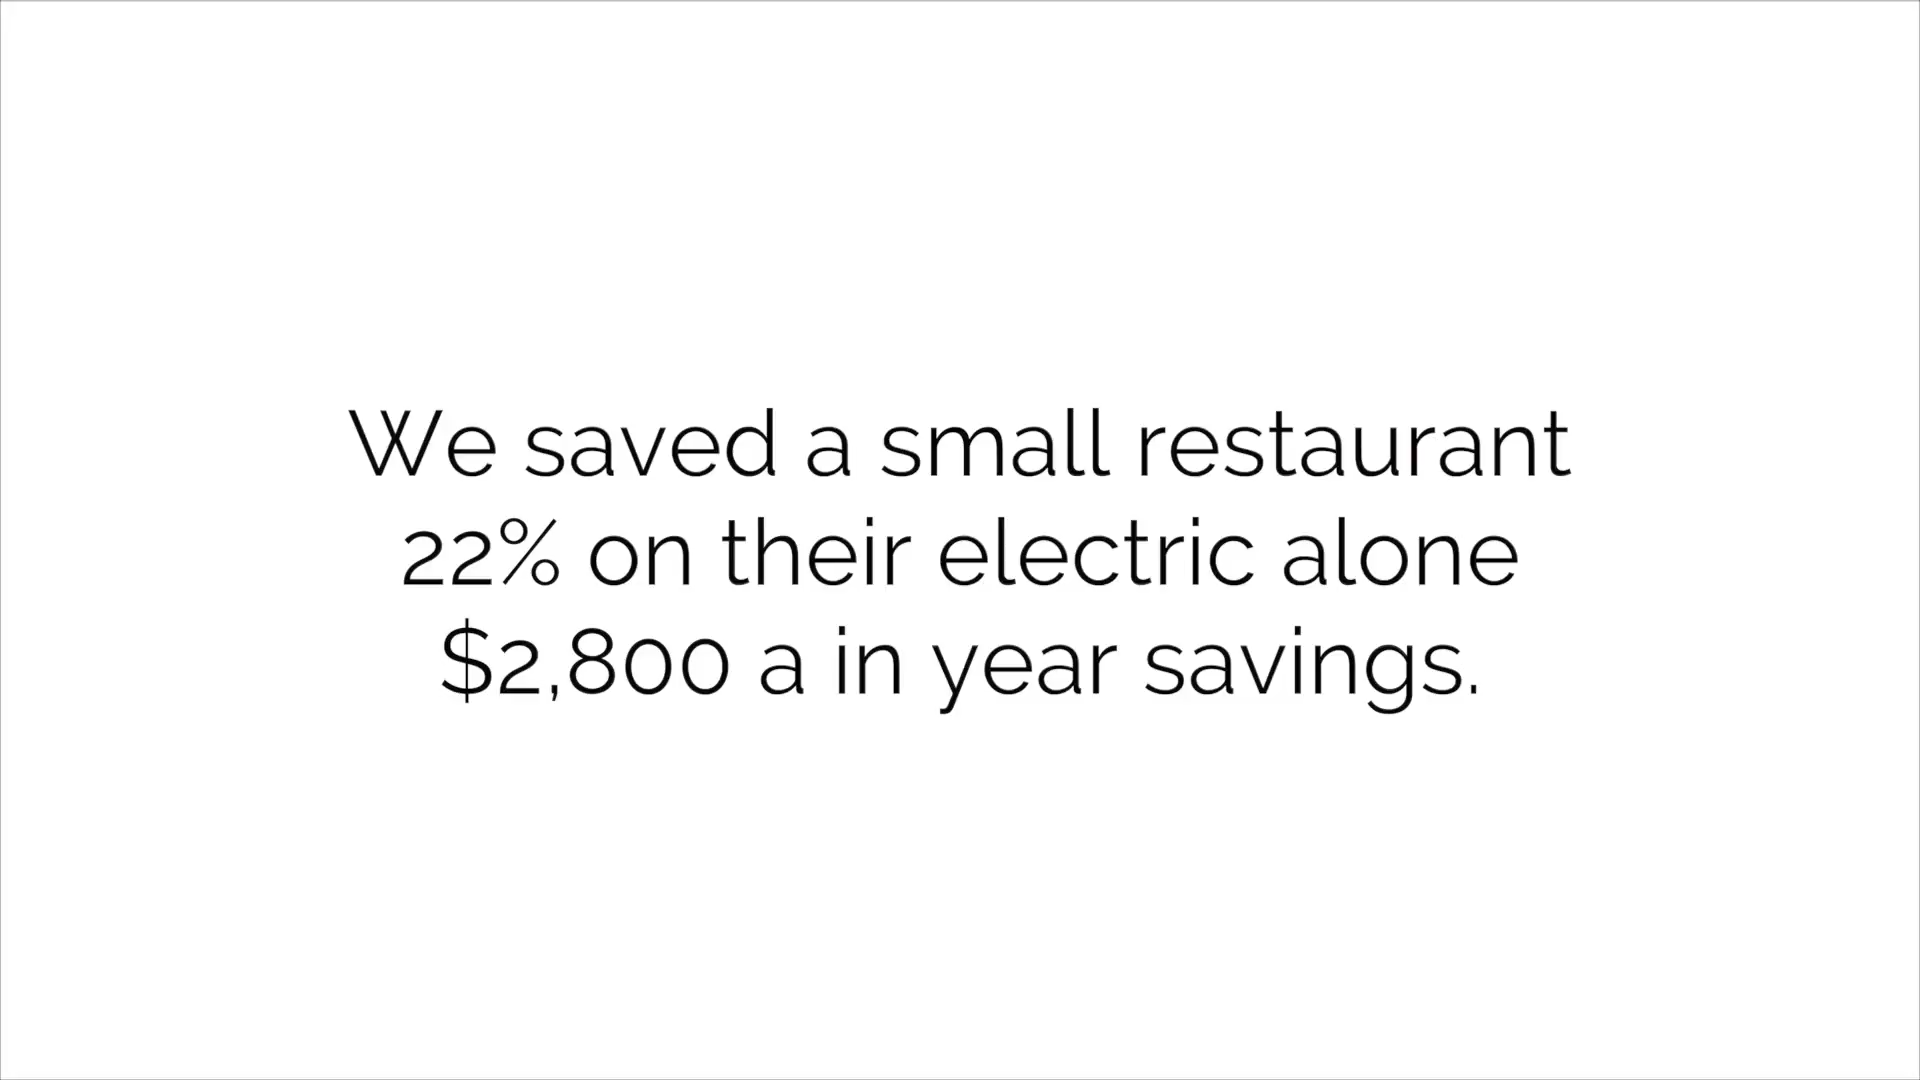 We saved a small restaurant
22% on their electric alone
$2,800 a in year savings.